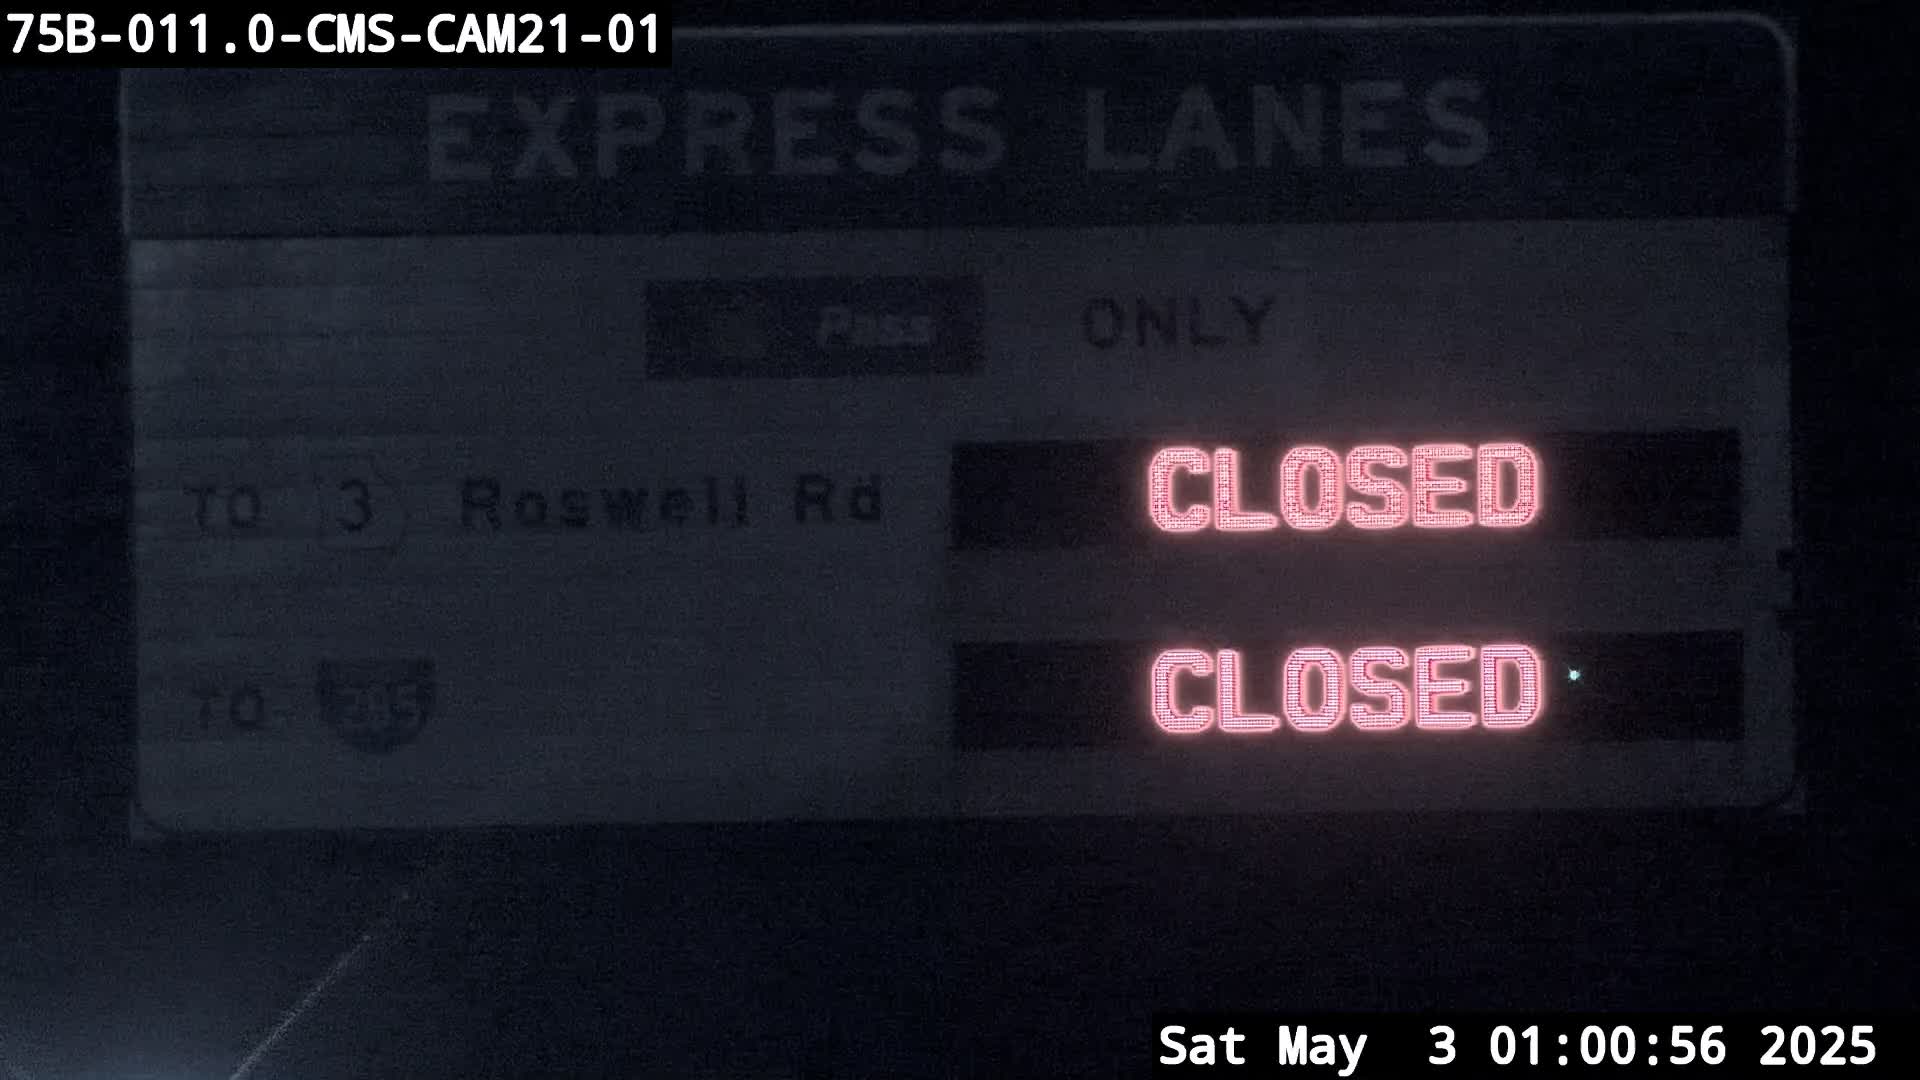 75B-011.0-CMS-CAM21-01
EXPRESS LANES
Pass ONLY
TO 3 Roswell Rd CLOSED
TO CLOSED
Sat May 3 01:00:56 2025